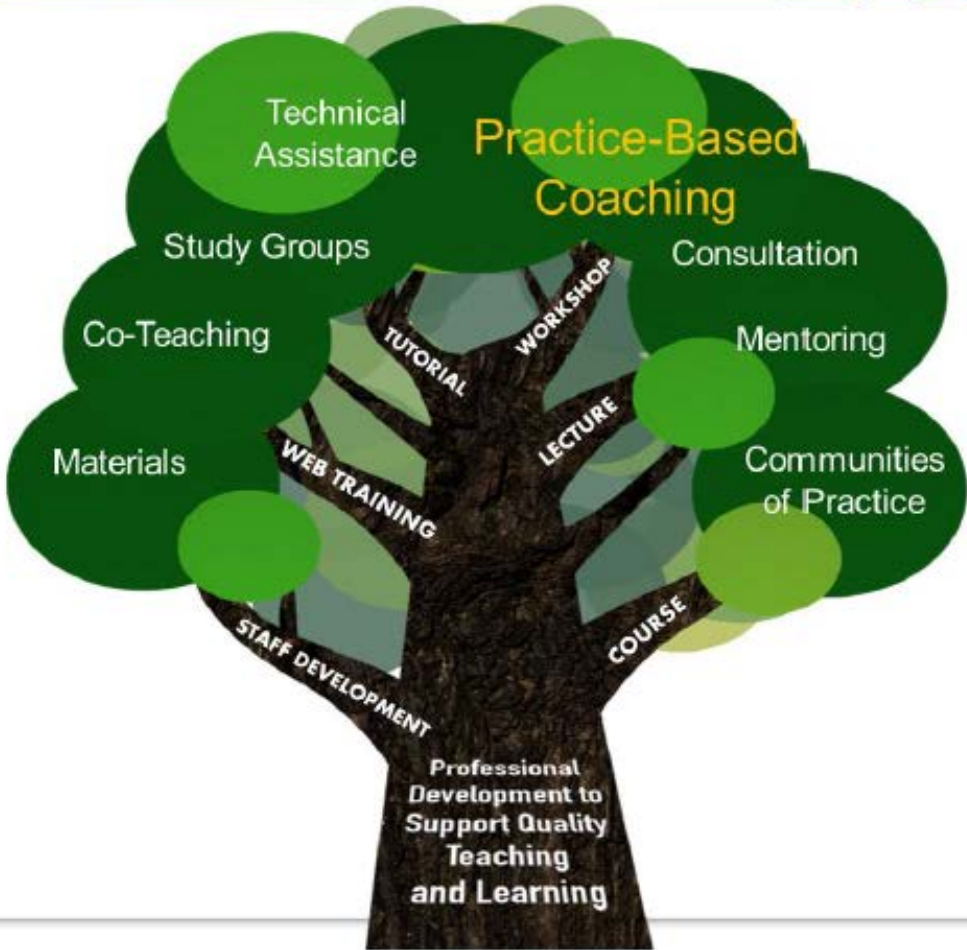 Technical
Assistance
Practice-Based
Coaching
Study Groups
Consultation
Co-Teaching
Mentoring
Materials
Communities
of Practice
TUTORIAL
WORKSHOP
WEB TRAINING
LECTURE
STAFF DEVELOPMENT
COURSE
Professional
Development to
Support Quality
Teaching
and Learning